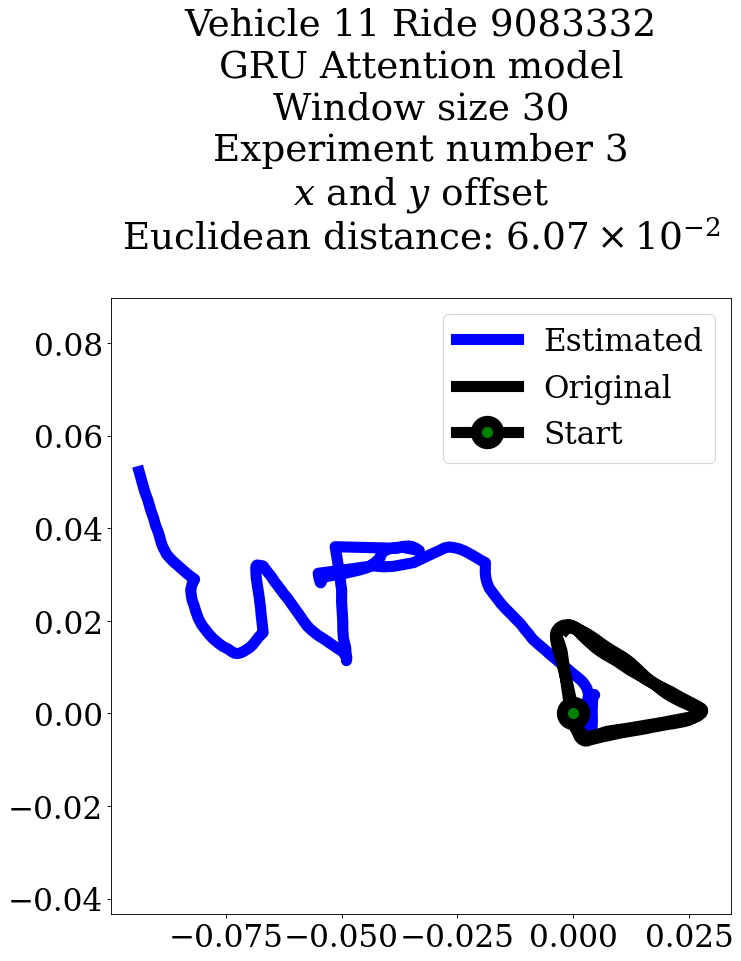 Vehicle 11 Ride 9083332
GRU Attention model
Window size 30
Experiment number 3
x and y offset
Euclidean distance: 6.07 × 10⁻²
Estimated
Original
Start
0.08
0.06
0.04
0.02
0.00
−0.02
−0.04
−0.075 −0.050 −0.025 0.000 0.025